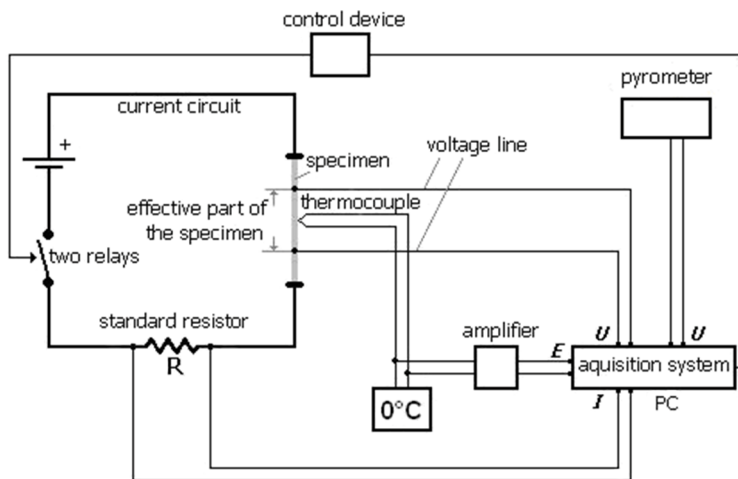 control device
pyrometer
current circuit
+
specimen
voltage line
thermocouple
effective part of
the specimen
two relays
standard resistor
R
amplifier
E
U
U
aquisition system
0°C
I
PC